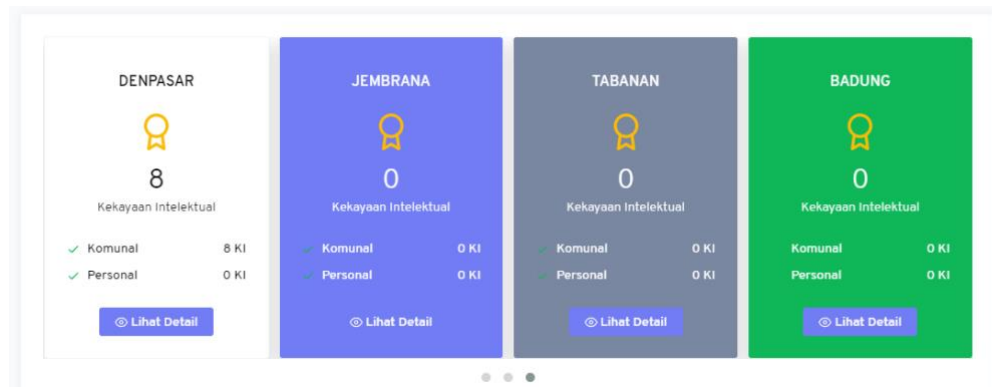 DENPASAR
8
Kekayaan Intelektual
Komunal 8 KI
Personal 0 KI
Lihat Detail
JEMBRANA
0
Kekayaan Intelektual
Komunal 0 KI
Personal 0 KI
Lihat Detail
TABANAN
0
Kekayaan Intelektual
Komunal 0 KI
Personal 0 KI
Lihat Detail
BADUNG
0
Kekayaan Intelektual
Komunal 0 KI
Personal 0 KI
Lihat Detail